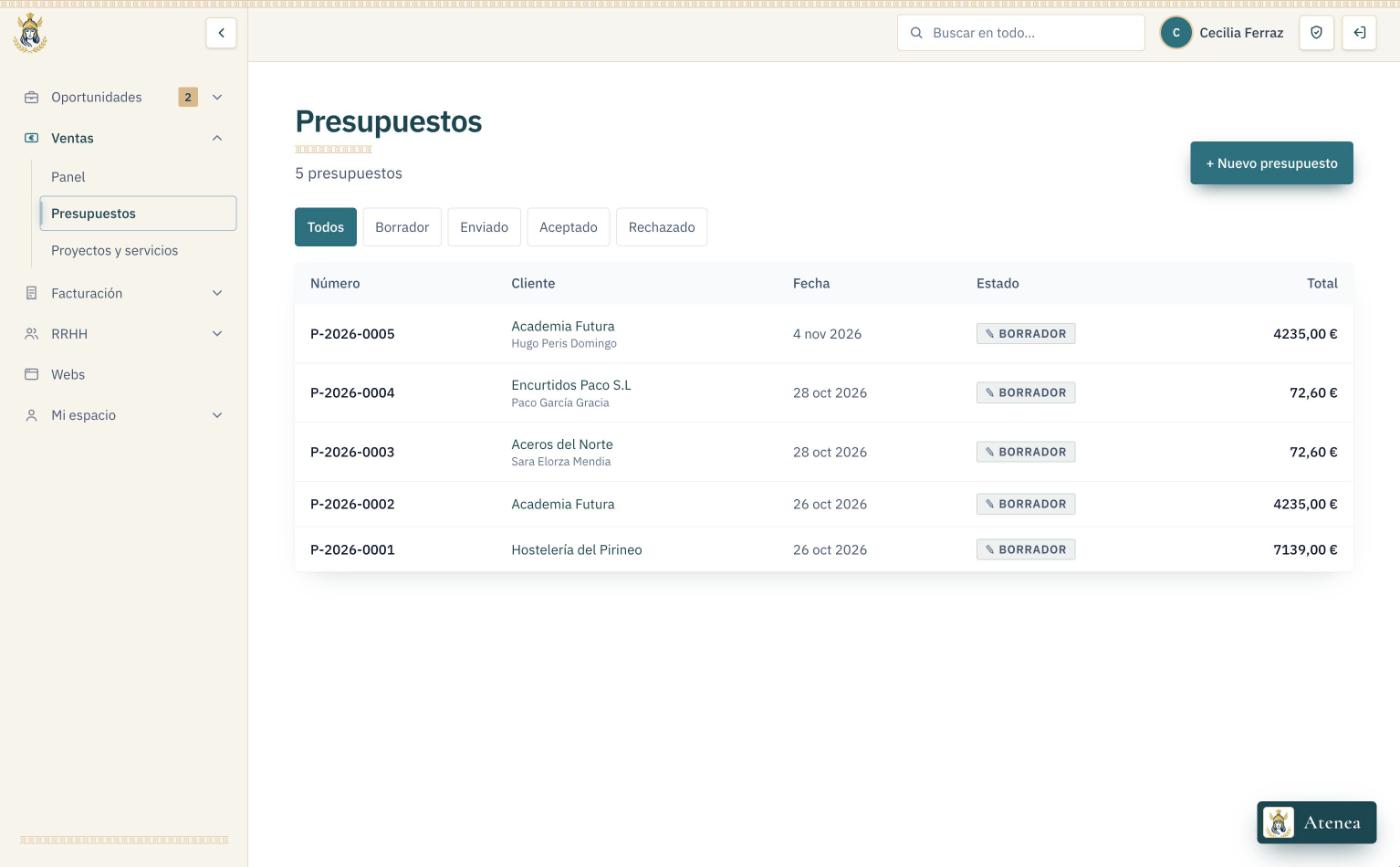 Buscar en todo...
C
Cecilia Ferraz
Oportunidades 2
Ventas
Panel
Presupuestos
Proyectos y servicios
Facturación
RRHH
Webs
Mi espacio
Presupuestos
5 presupuestos
+ Nuevo presupuesto
Todos Borrador Enviado Aceptado Rechazado
Número Cliente Fecha Estado Total
P-2026-0005 Academia Futura 4 nov 2026 BORRADOR 4235,00 €
Hugo Peris Domingo
P-2026-0004 Encurtidos Paco S.L 28 oct 2026 BORRADOR 72,60 €
Paco García Gracia
P-2026-0003 Aceros del Norte 28 oct 2026 BORRADOR 72,60 €
Sara Elorza Mendia
P-2026-0002 Academia Futura 26 oct 2026 BORRADOR 4235,00 €
P-2026-0001 Hostelería del Pirineo 26 oct 2026 BORRADOR 7139,00 €
Atenea